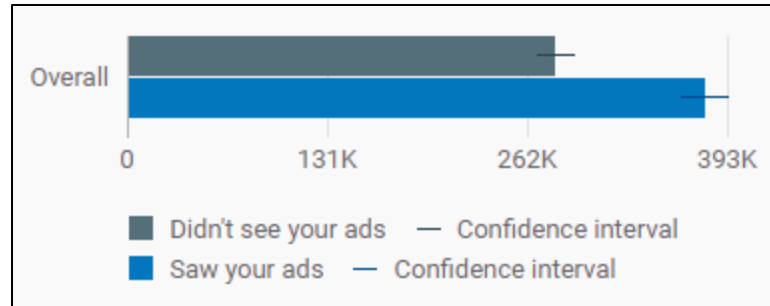 Overall
0 131K 262K 393K
Didn't see your ads — Confidence interval
Saw your ads — Confidence interval